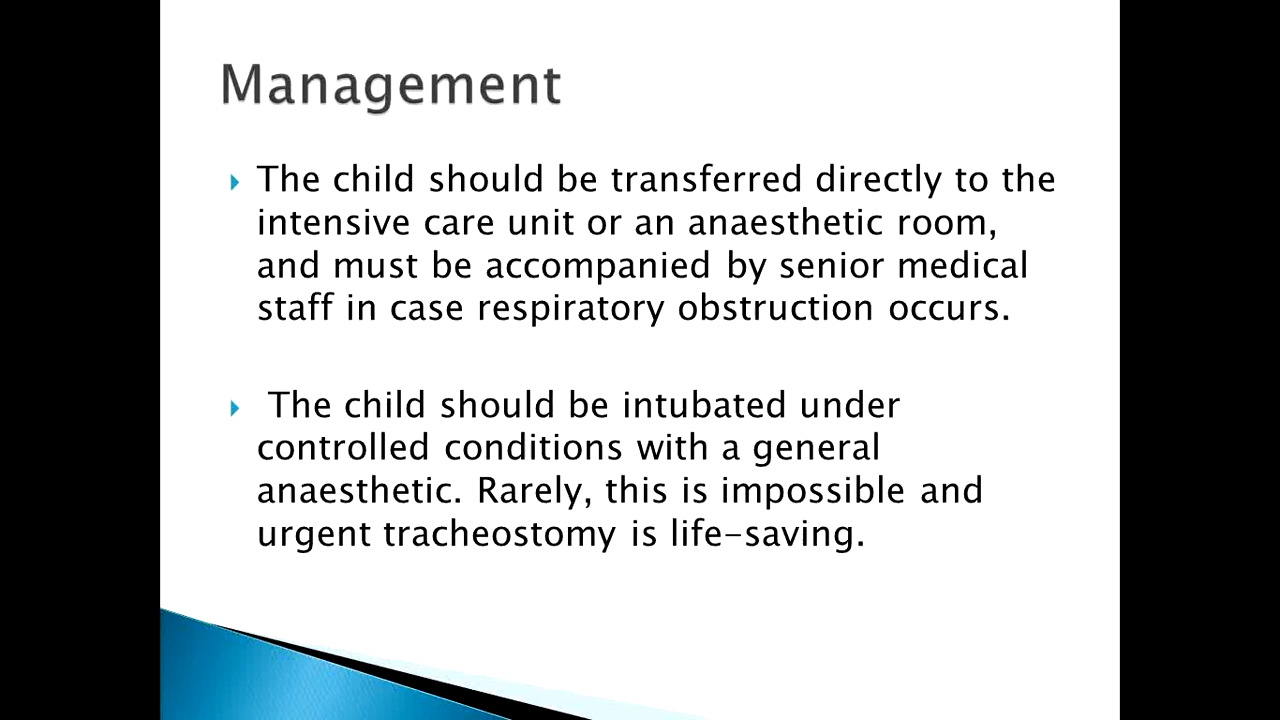 Management
The child should be transferred directly to the
intensive care unit or an anaesthetic room,
and must be accompanied by senior medical
staff in case respiratory obstruction occurs.
The child should be intubated under
controlled conditions with a general
anaesthetic. Rarely, this is impossible and
urgent tracheostomy is life-saving.